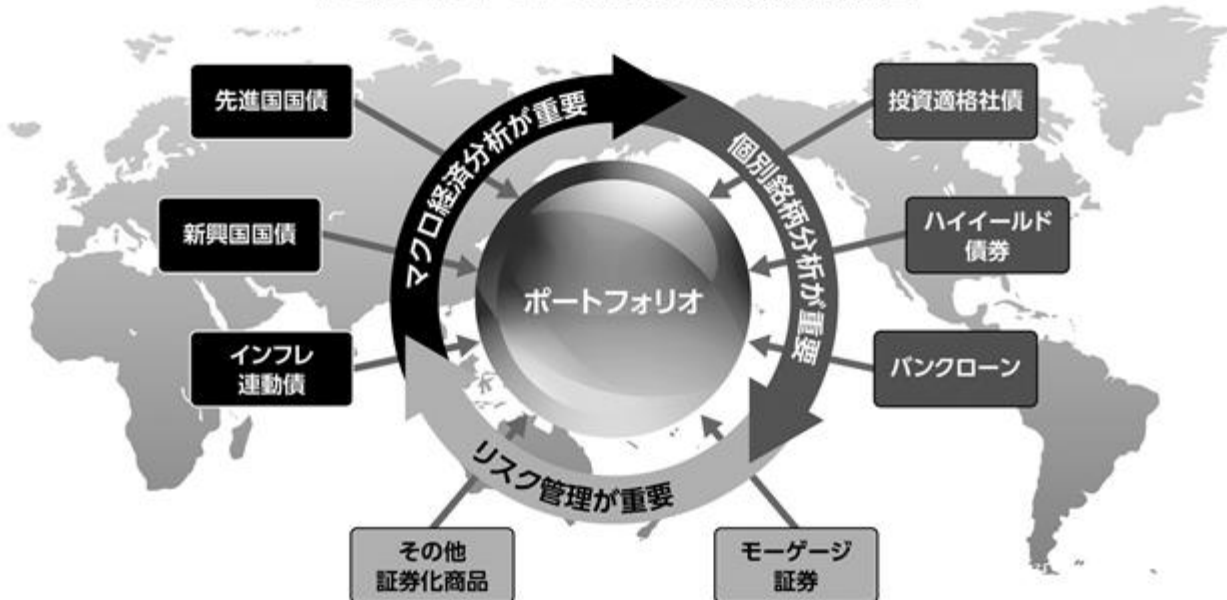 先進国国債
新興国国債
インフレ
連動債
マクロ経済分析が重要
個別銘柄分析が重要
リスク管理が重要
ポートフォリオ
投資適格社債
ハイイールド
債券
バンクローン
その他
証券化商品
モーゲージ
証券